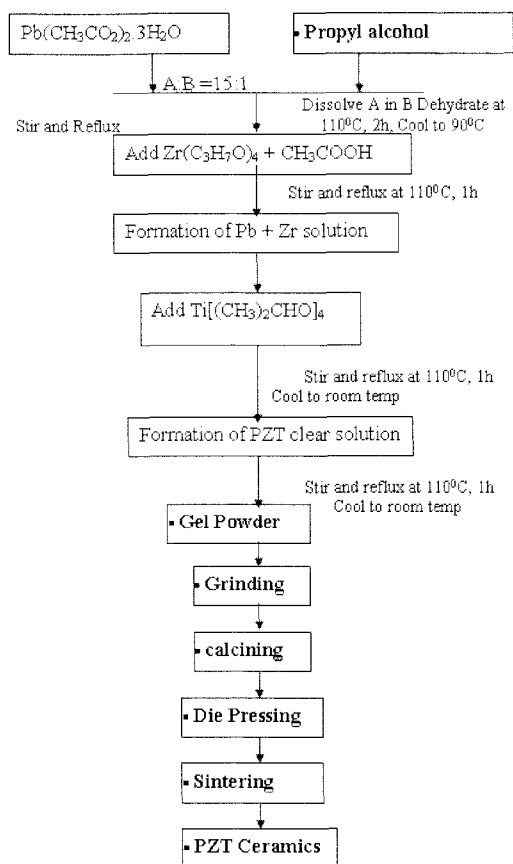 Pb(CH₃CO₂)₂.3H₂O
▪ Propyl alcohol
A:B =15:1
Stir and Reflux
Dissolve A in B Dehydrate at
110⁰C, 2h, Cool to 90⁰C
Add Zr(C₃H₇O)₄ + CH₃COOH
Stir and reflux at 110⁰C, 1h
Formation of Pb + Zr solution
Add Ti[(CH₃)₂CHO]₄
Stir and reflux at 110⁰C, 1h
Cool to room temp
Formation of PZT clear solution
Stir and reflux at 110⁰C, 1h
Cool to room temp
▪ Gel Powder
▪ Grinding
▪ calcining
▪ Die Pressing
▪ Sintering
▪ PZT Ceramics